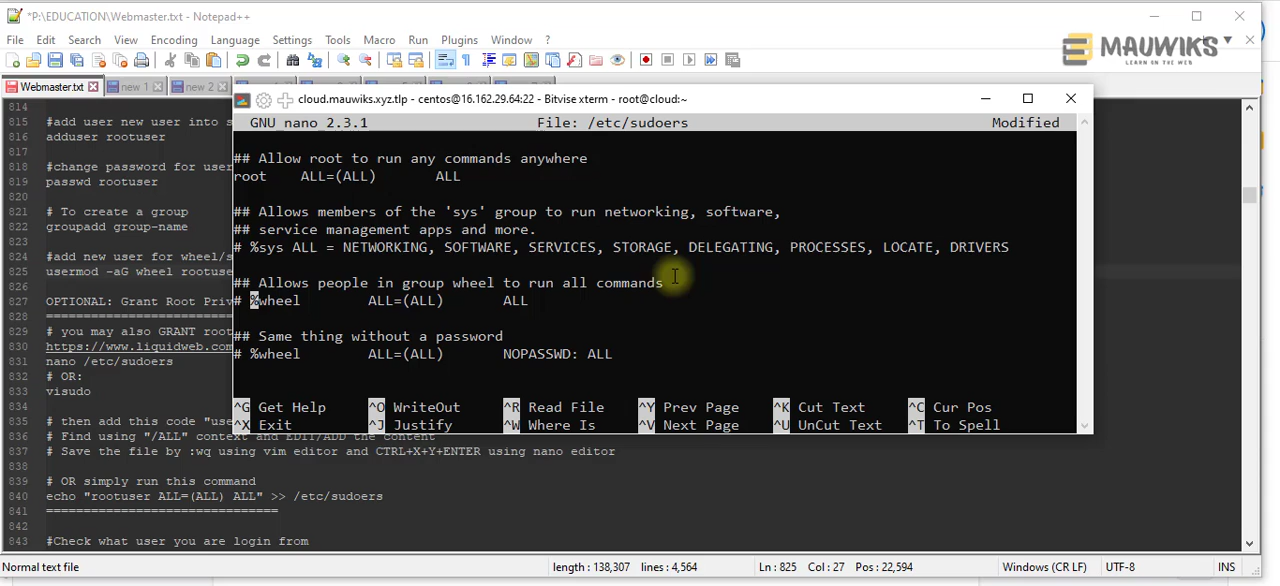 *P:\EDUCATION\Webmaster.txt - Notepad++
File Edit Search View Encoding Language Settings Tools Macro Run Plugins Window ?
MAUWIKS
LEARN ON THE WEB
Webmaster.txt new 1 new 2
814
815 #add user new user into s
816 adduser rootuser
817
818 #change password for user
819 passwd rootuser
820
821 # To create a group
822 groupadd group-name
823
824 #add new user for wheel/s
825 usermod -aG wheel rootuse
826
827 OPTIONAL: Grant Root Pri
828 ==========================
829 # you may also GRANT root
830 https://www.liquidweb.com
831 nano /etc/sudoers
832 # OR:
833 visudo
834
835 # then add this code "use
836 # Find using "/ALL" context and EDIT/ADD the content
837 # Save the file by :wq using vim editor and CTRL+X+Y+ENTER using nano editor
838
839 # OR simply run this command
840 echo "rootuser ALL=(ALL) ALL" >> /etc/sudoers
841 ==============================
842
843 #Check what user you are login from
cloud.mauwiks.xyz.tlp - centos@16.162.29.64:22 - Bitvise xterm - root@cloud:~
GNU nano 2.3.1 File: /etc/sudoers Modified
## Allow root to run any commands anywhere
root ALL=(ALL) ALL
## Allows members of the 'sys' group to run networking, software,
## service management apps and more.
# %sys ALL = NETWORKING, SOFTWARE, SERVICES, STORAGE, DELEGATING, PROCESSES, LOCATE, DRIVERS
## Allows people in group wheel to run all commands
# %wheel ALL=(ALL) ALL
## Same thing without a password
# %wheel ALL=(ALL) NOPASSWD: ALL
^G Get Help ^O WriteOut ^R Read File ^Y Prev Page ^K Cut Text ^C Cur Pos
^X Exit ^J Justify ^W Where Is ^V Next Page ^U UnCut Text ^T To Spell
Normal text file length : 138,307 lines : 4,564 Ln : 825 Col : 27 Pos : 22,594 Windows (CR LF) UTF-8 INS